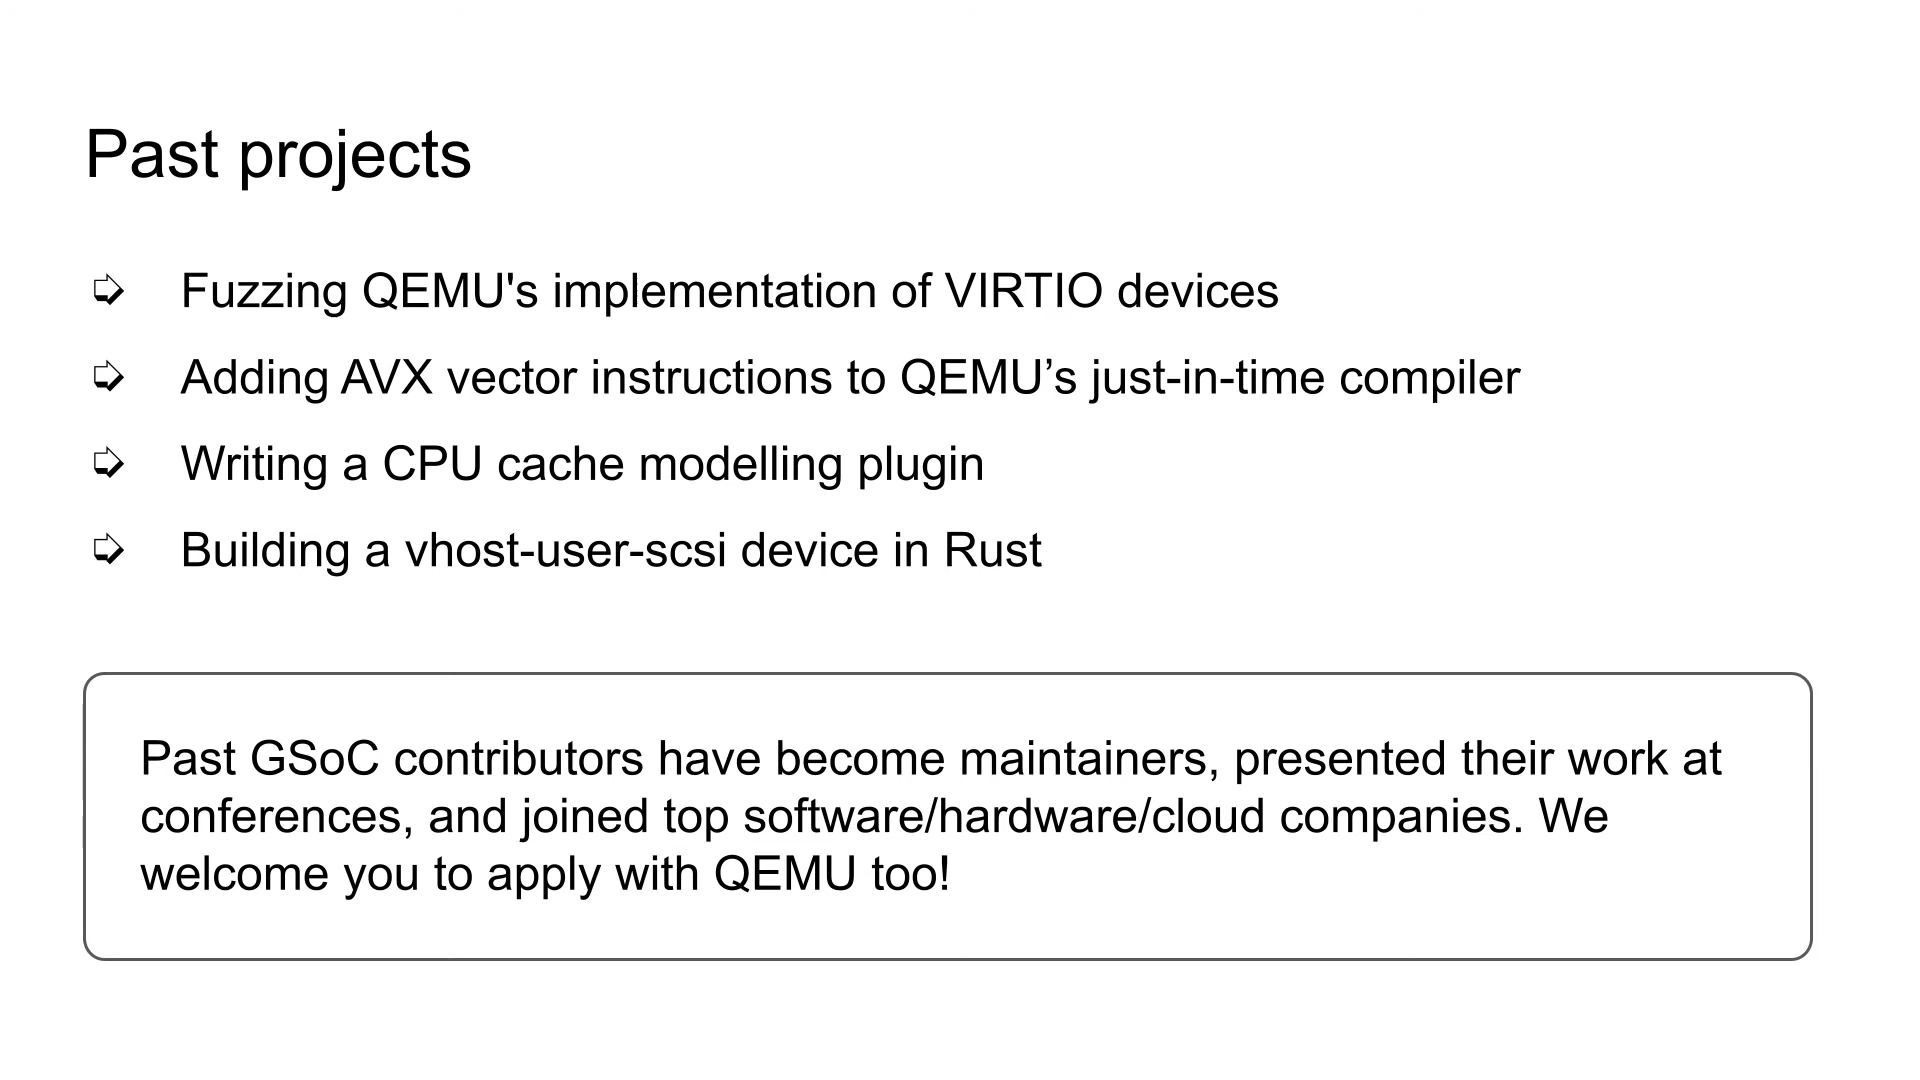 Past projects
➭ Fuzzing QEMU's implementation of VIRTIO devices
➭ Adding AVX vector instructions to QEMU’s just-in-time compiler
➭ Writing a CPU cache modelling plugin
➭ Building a vhost-user-scsi device in Rust
Past GSoC contributors have become maintainers, presented their work at
conferences, and joined top software/hardware/cloud companies. We
welcome you to apply with QEMU too!